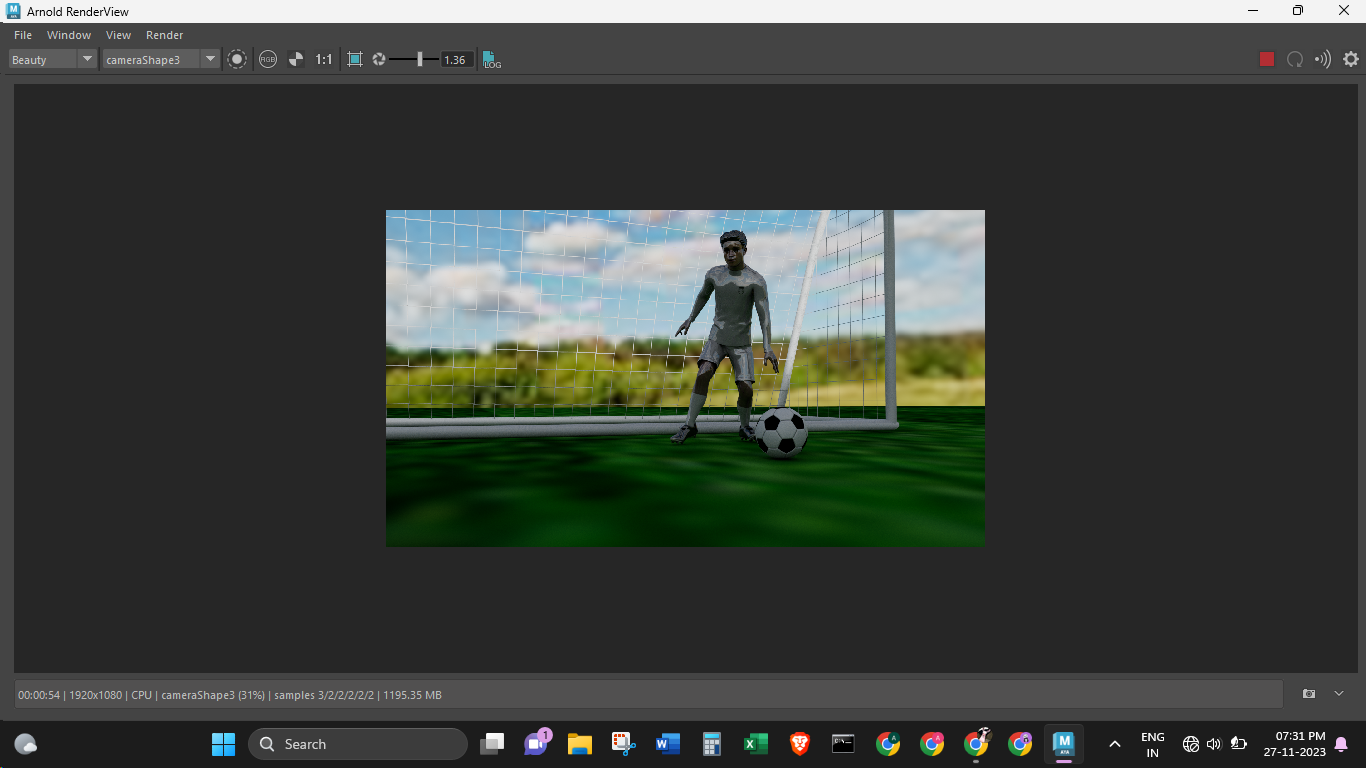 Arnold RenderView
File Window View Render
Beauty cameraShape3 RGB 1:1 1.36 LOG
00:00:54 | 1920x1080 | CPU | cameraShape3 (31%) | samples 3/2/2/2/2/2 | 1195.35 MB
Search
1
ENG
IN
07:31 PM
27-11-2023